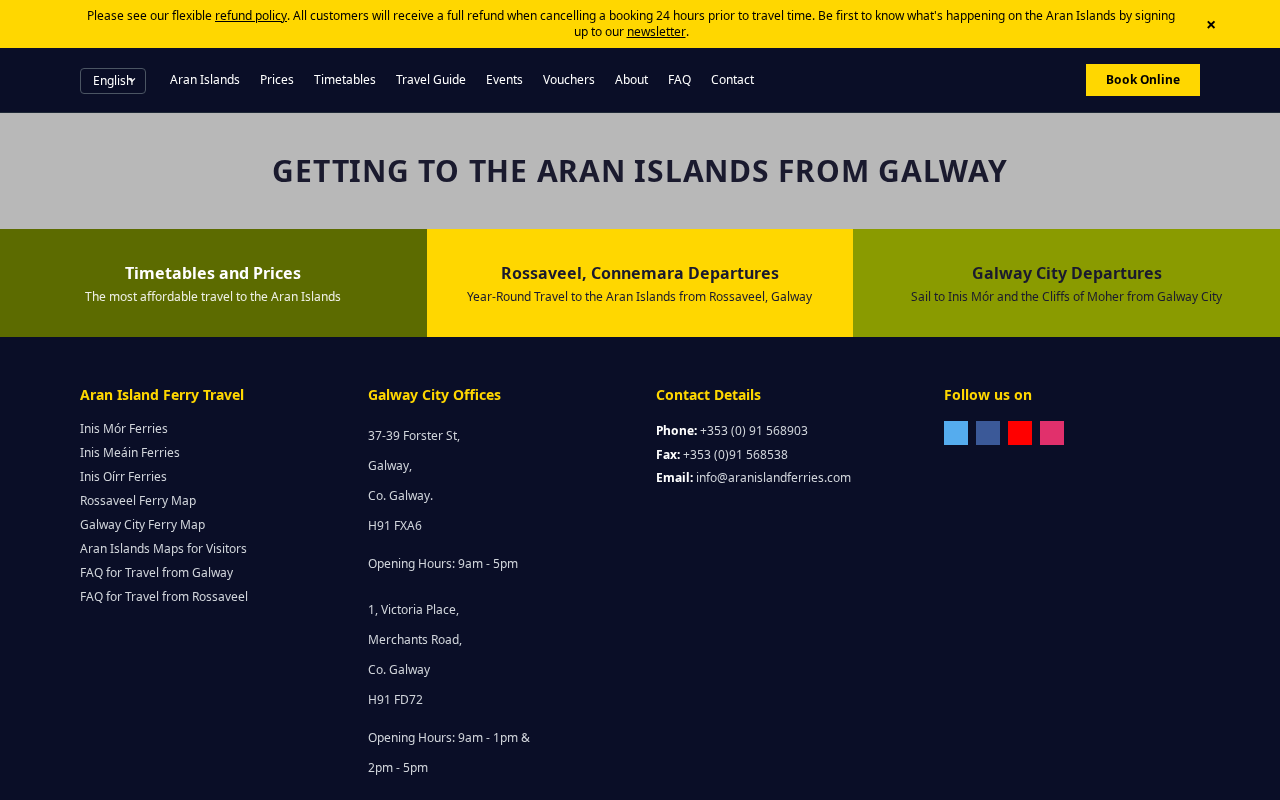 Please see our flexible refund policy. All customers will receive a full refund when cancelling a booking 24 hours prior to travel time. Be first to know what's happening on the Aran Islands by signing
up to our newsletter.
×
English
Aran Islands
Prices
Timetables
Travel Guide
Events
Vouchers
About
FAQ
Contact
Book Online
GETTING TO THE ARAN ISLANDS FROM GALWAY
Timetables and Prices
The most affordable travel to the Aran Islands
Rossaveel, Connemara Departures
Year-Round Travel to the Aran Islands from Rossaveel, Galway
Galway City Departures
Sail to Inis Mór and the Cliffs of Moher from Galway City
Aran Island Ferry Travel
Inis Mór Ferries
Inis Meáin Ferries
Inis Oírr Ferries
Rossaveel Ferry Map
Galway City Ferry Map
Aran Islands Maps for Visitors
FAQ for Travel from Galway
FAQ for Travel from Rossaveel
Galway City Offices
37-39 Forster St,
Galway,
Co. Galway.
H91 FXA6
Opening Hours: 9am - 5pm
1, Victoria Place,
Merchants Road,
Co. Galway
H91 FD72
Opening Hours: 9am - 1pm &
2pm - 5pm
Contact Details
Phone: +353 (0) 91 568903
Fax: +353 (0)91 568538
Email: info@aranislandferries.com
Follow us on